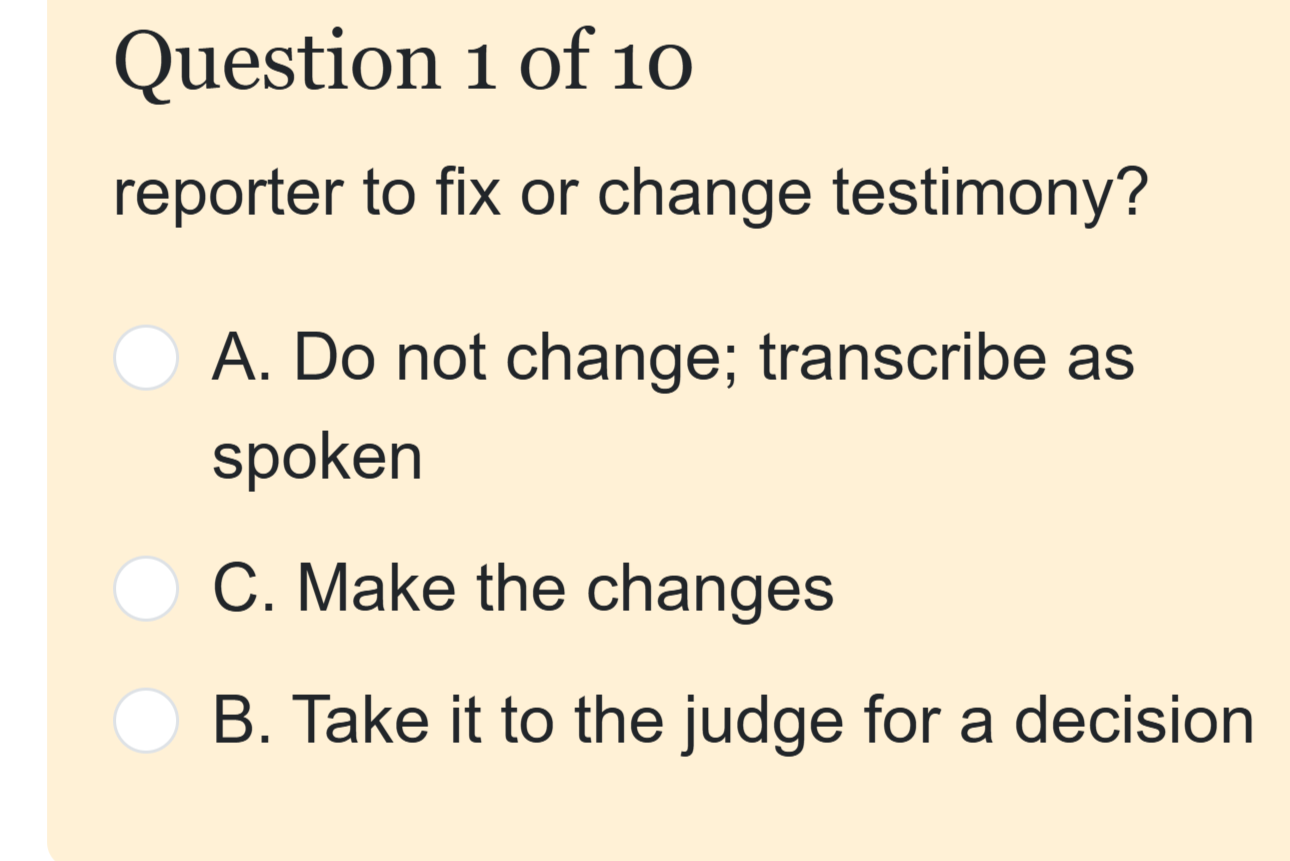 Question 1 of 10
reporter to fix or change testimony?
A. Do not change; transcribe as
spoken
C. Make the changes
B. Take it to the judge for a decision